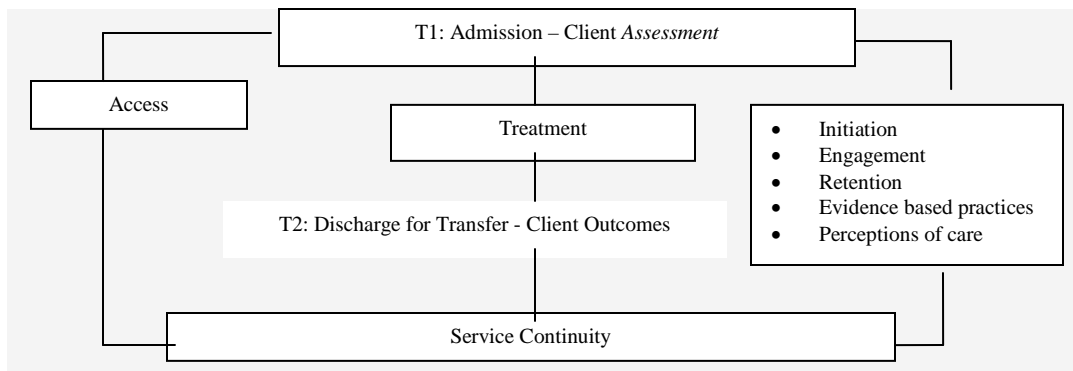 T1: Admission – Client Assessment
Access
Treatment
• Initiation
• Engagement
• Retention
• Evidence based practices
• Perceptions of care
T2: Discharge for Transfer - Client Outcomes
Service Continuity